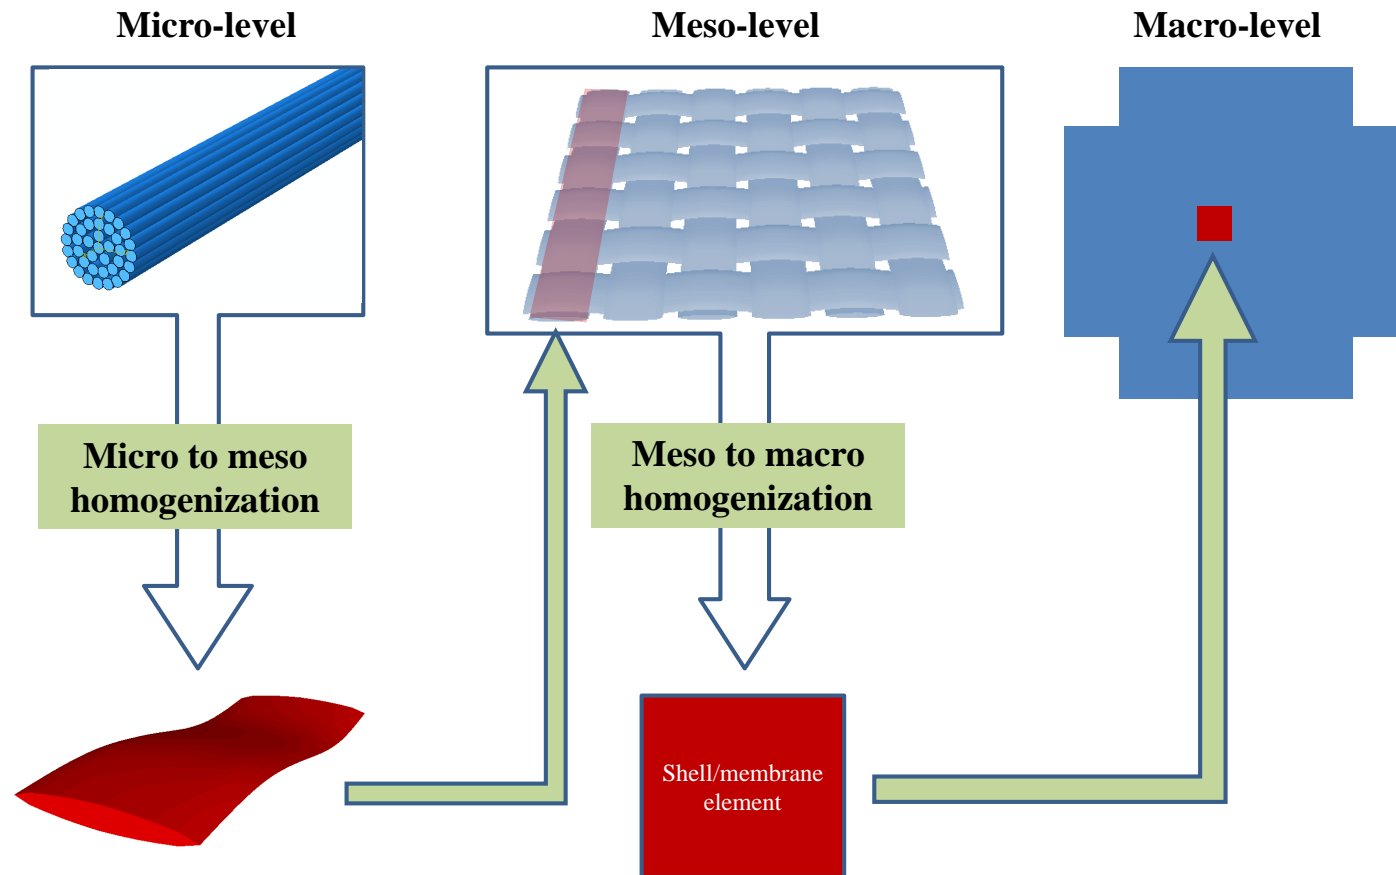 Micro-level
Meso-level
Macro-level
Micro to meso
homogenization
Meso to macro
homogenization
Shell/membrane
element